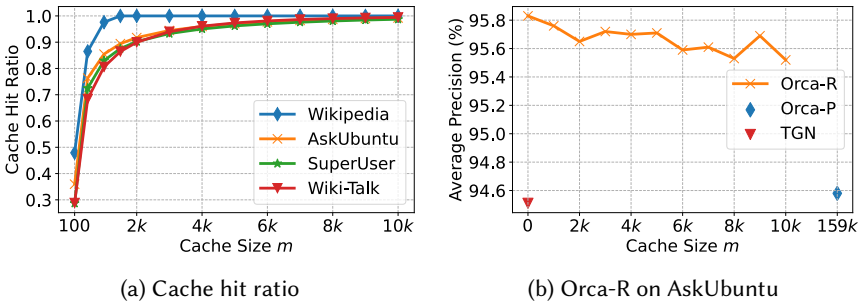 1.0
0.9
0.8
0.7
0.6
0.5
0.4
0.3
Cache Hit Ratio
Wikipedia
AskUbuntu
SuperUser
Wiki-Talk
100 2k 4k 6k 8k 10k
Cache Size m
(a) Cache hit ratio
95.8
95.6
95.4
95.2
95.0
94.8
94.6
Average Precision (%)
Orca-R
Orca-P
TGN
0 2k 4k 6k 8k 10k 159k
Cache Size m
(b) Orca-R on AskUbuntu